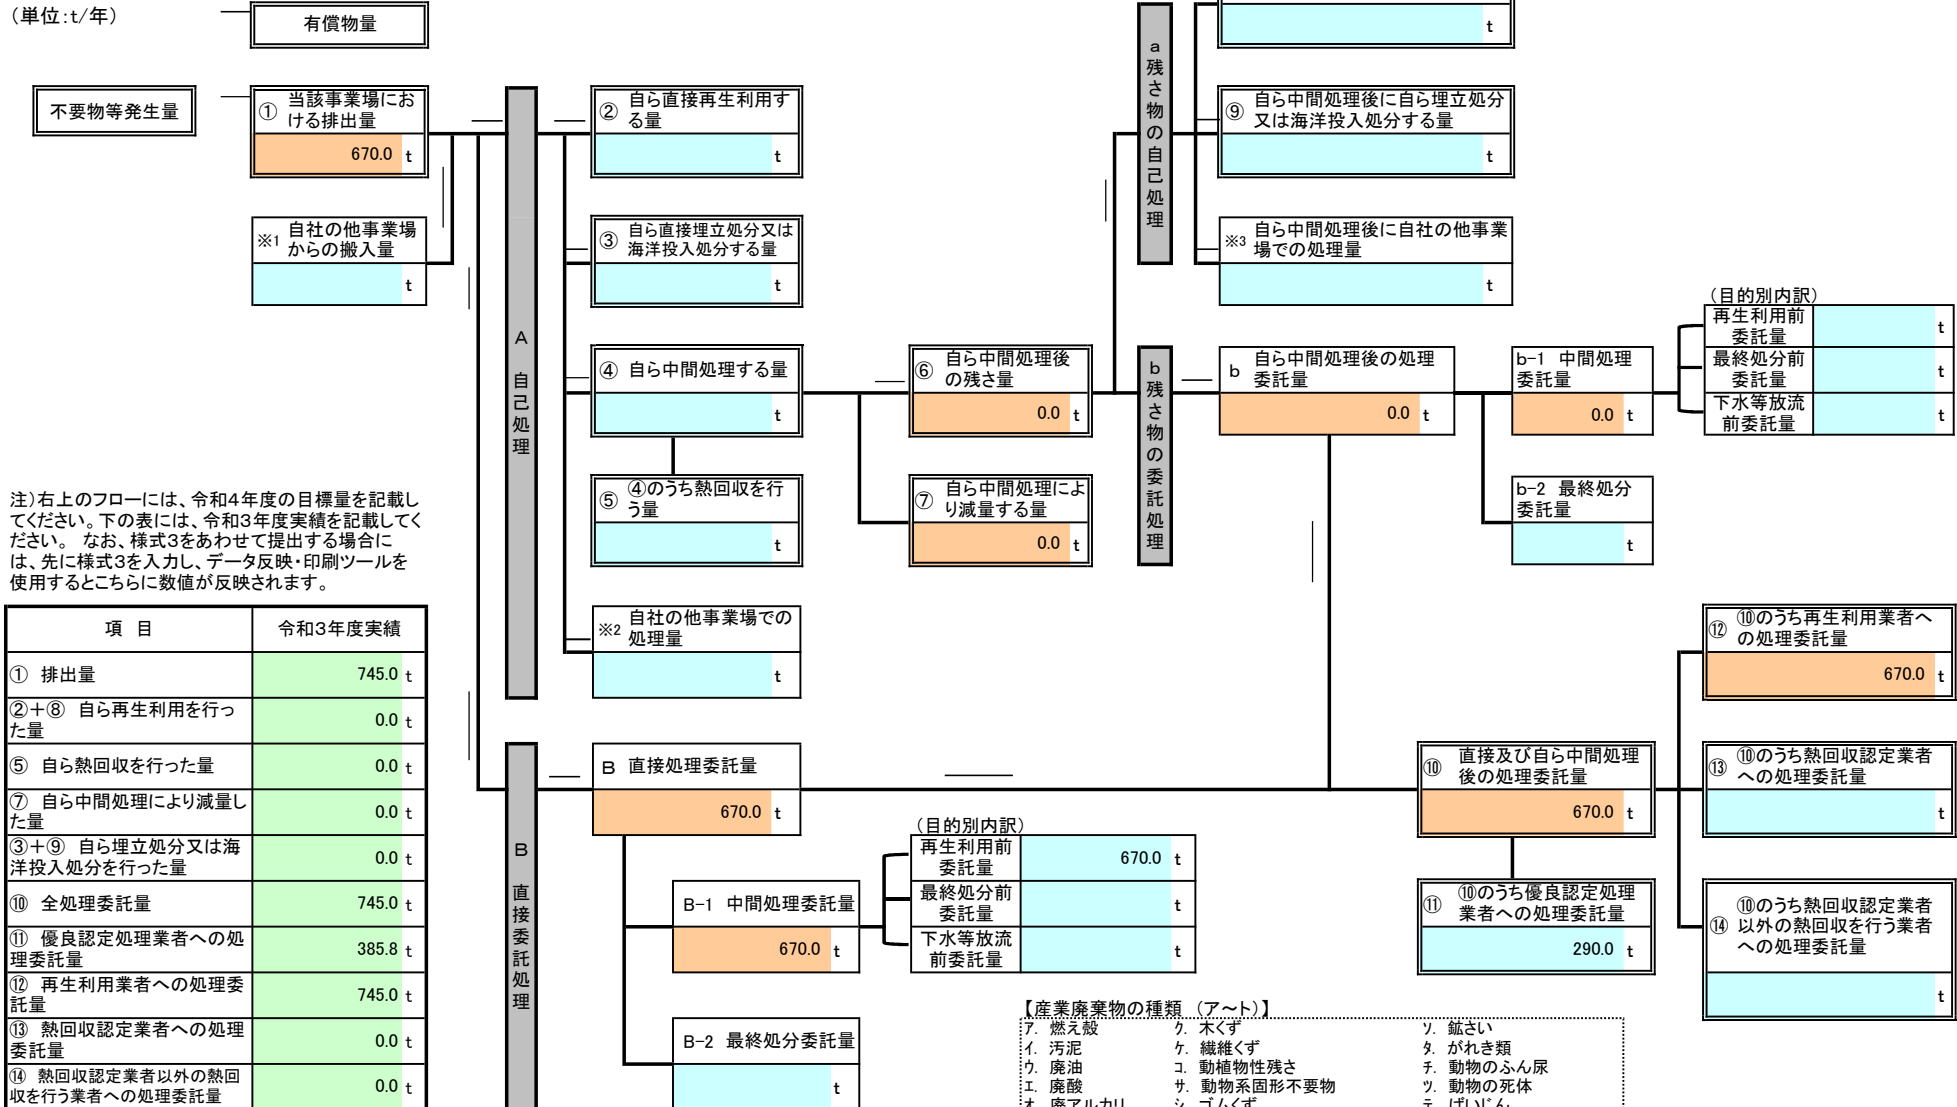 (単位:t/年)
有償物量
t
不要物等発生量
① 当該事業場にお
ける排出量
670.0 t
※1 自社の他事業場
からの搬入量
t
A 自己処理
② 自ら直接再生利用す
る量
t
③ 自ら直接埋立処分又は
海洋投入処分する量
t
④ 自ら中間処理する量
t
⑤ ④のうち熱回収を行
う量
t
※2 自社の他事業場での
処理量
t
⑥ 自ら中間処理後
の残さ量
0.0 t
⑦ 自ら中間処理によ
り減量する量
0.0 t
a 残さ物の自己処理
⑨ 自ら中間処理後に自ら埋立処分
又は海洋投入処分する量
t
※3 自ら中間処理後に自社の他事業
場での処理量
t
b 残さ物の委託処理
b 自ら中間処理後の処理
委託量
0.0 t
b-1 中間処理
委託量
0.0 t
(目的別内訳)
再生利用前
委託量
t
最終処分前
委託量
t
下水等放流
前委託量
t
b-2 最終処分
委託量
t
注)右上のフローには、令和4年度の目標量を記載し
てください。下の表には、令和3年度実績を記載してく
ださい。 なお、様式3をあわせて提出する場合に
は、先に様式3を入力し、データ反映・印刷ツールを
使用するとこちらに数値が反映されます。
項 目 令和3年度実績
① 排出量 745.0 t
②+⑧ 自ら再生利用を行っ
た量 0.0 t
⑤ 自ら熱回収を行った量 0.0 t
⑦ 自ら中間処理により減量し
た量 0.0 t
③+⑨ 自ら埋立処分又は海
洋投入処分を行った量 0.0 t
⑩ 全処理委託量 745.0 t
⑪ 優良認定処理業者への処
理委託量 385.8 t
⑫ 再生利用業者への処理委
託量 745.0 t
⑬ 熱回収認定業者への処理
委託量 0.0 t
⑭ 熱回収認定業者以外の熱回
収を行う業者への処理委託量 0.0 t
B 直接委託処理
B 直接処理委託量
670.0 t
B-1 中間処理委託量
670.0 t
(目的別内訳)
再生利用前
委託量
670.0 t
最終処分前
委託量
t
下水等放流
前委託量
t
B-2 最終処分委託量
t
⑩ 直接及び自ら中間処理
後の処理委託量
670.0 t
⑪ ⑩のうち優良認定処理
業者への処理委託量
290.0 t
⑫ ⑩のうち再生利用業者へ
の処理委託量
670.0 t
⑬ ⑩のうち熱回収認定業者
への処理委託量
t
⑭ ⑩のうち熱回収認定業者
以外の熱回収を行う業者
への処理委託量
t
【産業廃棄物の種類 (ア~ト)】
ア. 燃え殻 ク. 木くず ソ. 鉱さい
イ. 汚泥 ケ. 繊維くず タ. がれき類
ウ. 廃油 コ. 動植物性残さ チ. 動物のふん尿
エ. 廃酸 サ. 動物系固形不要物 ツ. 動物の死体
オ. 廃アルカリ シ. ゴムくず テ. ばいじん